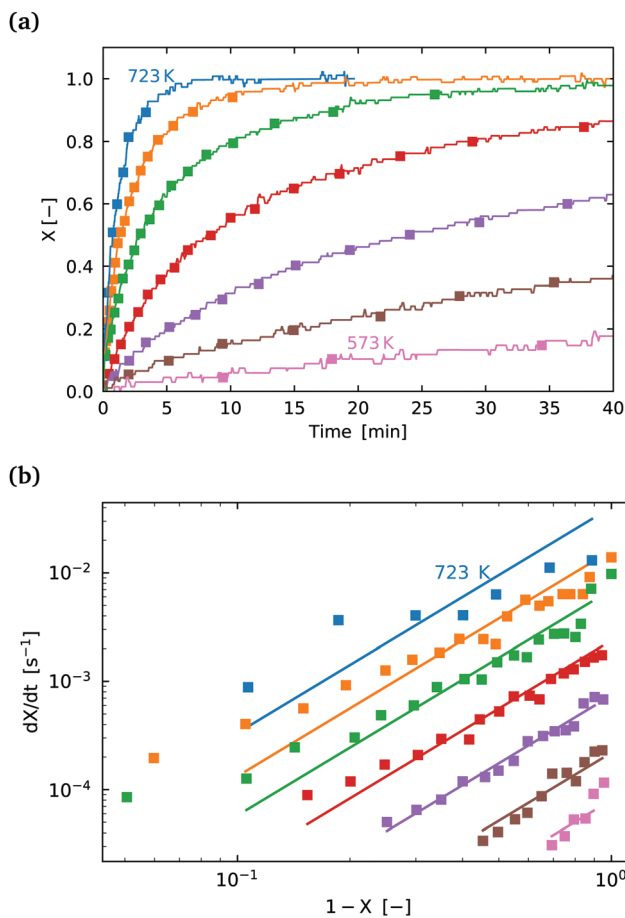 (a)
1.0
0.8
0.6
0.4
0.2
0.0
X [−]
723 K
573 K
0 5 10 15 20 25 30 35 40
Time [min]
(b)
10⁻²
10⁻³
10⁻⁴
dX/dt [s⁻¹]
723 K
10⁻¹ 10⁰
1 − X [−]